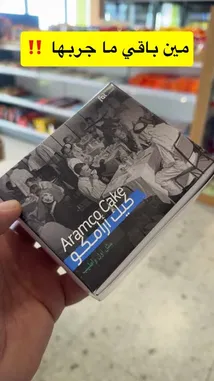 مين باقي ما جربها ‼️
Aramco Cake
كيك أرامكو